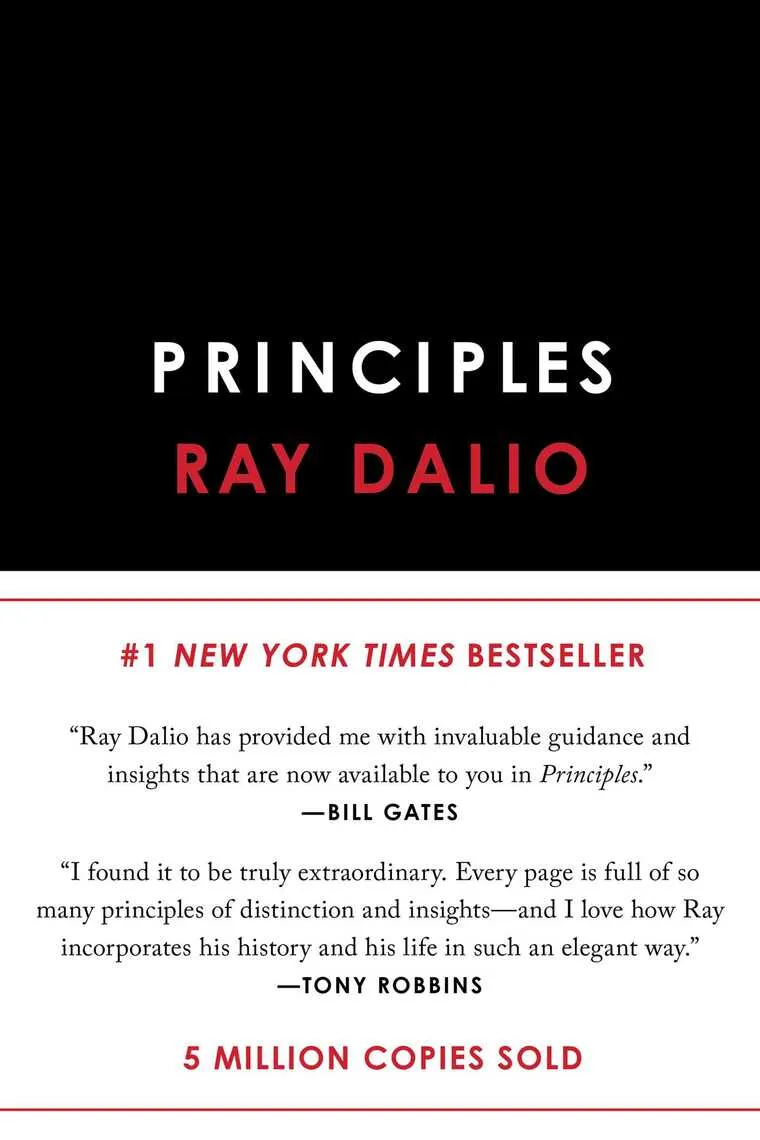 PRINCIPLES
RAY DALIO
#1 NEW YORK TIMES BESTSELLER
“Ray Dalio has provided me with invaluable guidance and
insights that are now available to you in Principles.”
—BILL GATES
“I found it to be truly extraordinary. Every page is full of so
many principles of distinction and insights—and I love how Ray
incorporates his history and his life in such an elegant way.”
—TONY ROBBINS
5 MILLION COPIES SOLD